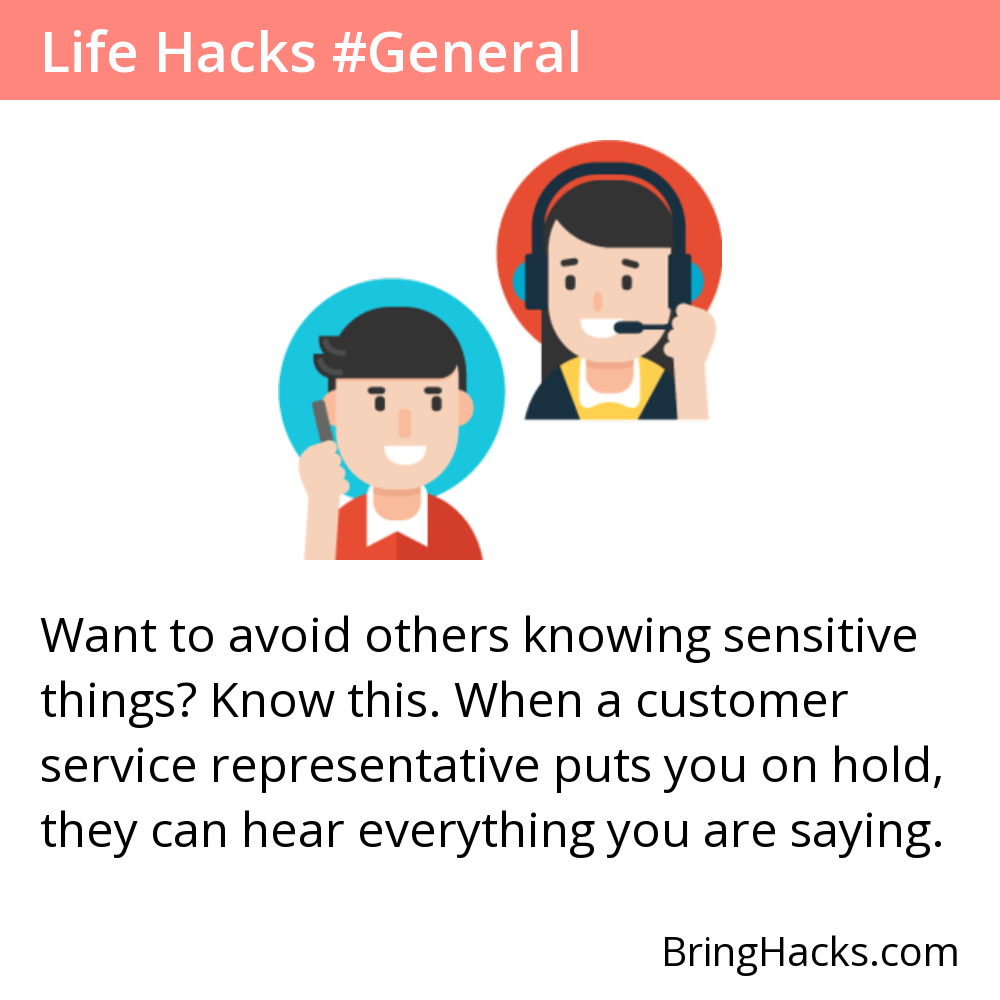 Life Hacks #General
Want to avoid others knowing sensitive
things? Know this. When a customer
service representative puts you on hold,
they can hear everything you are saying.
BringHacks.com